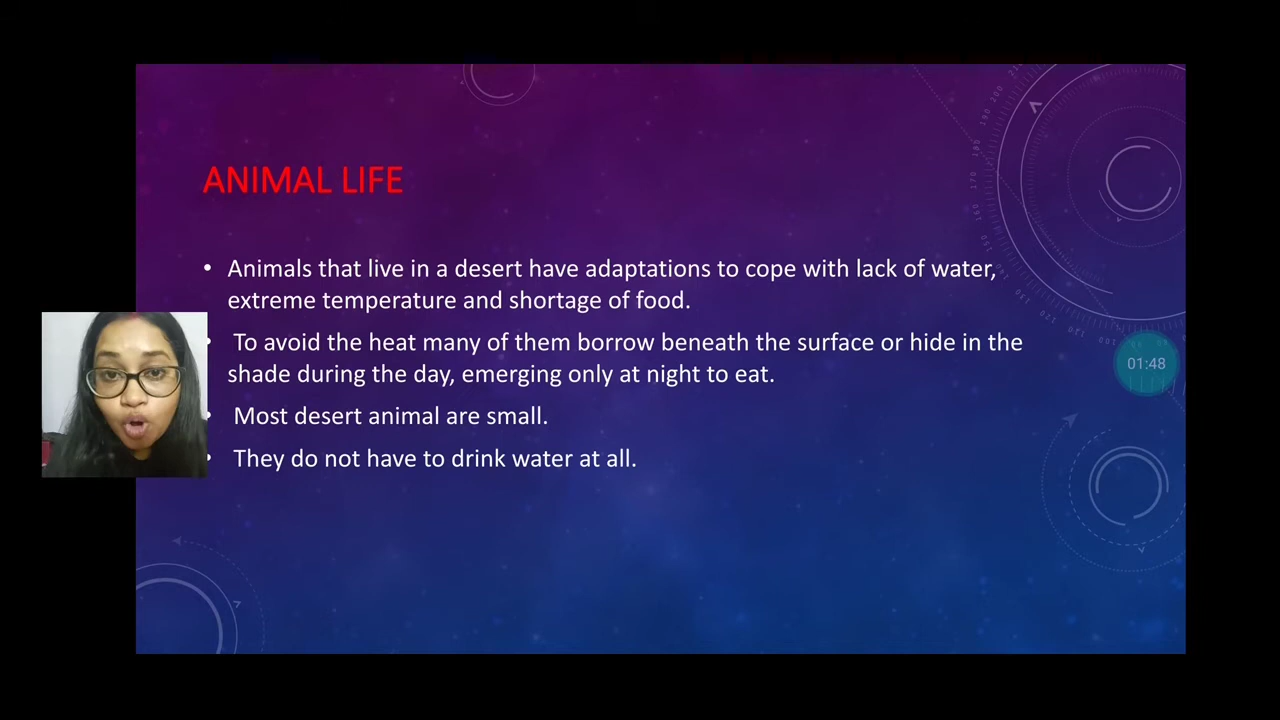 ANIMAL LIFE
• Animals that live in a desert have adaptations to cope with lack of water,
extreme temperature and shortage of food.
• To avoid the heat many of them borrow beneath the surface or hide in the
shade during the day, emerging only at night to eat.
• Most desert animal are small.
• They do not have to drink water at all.
01:48